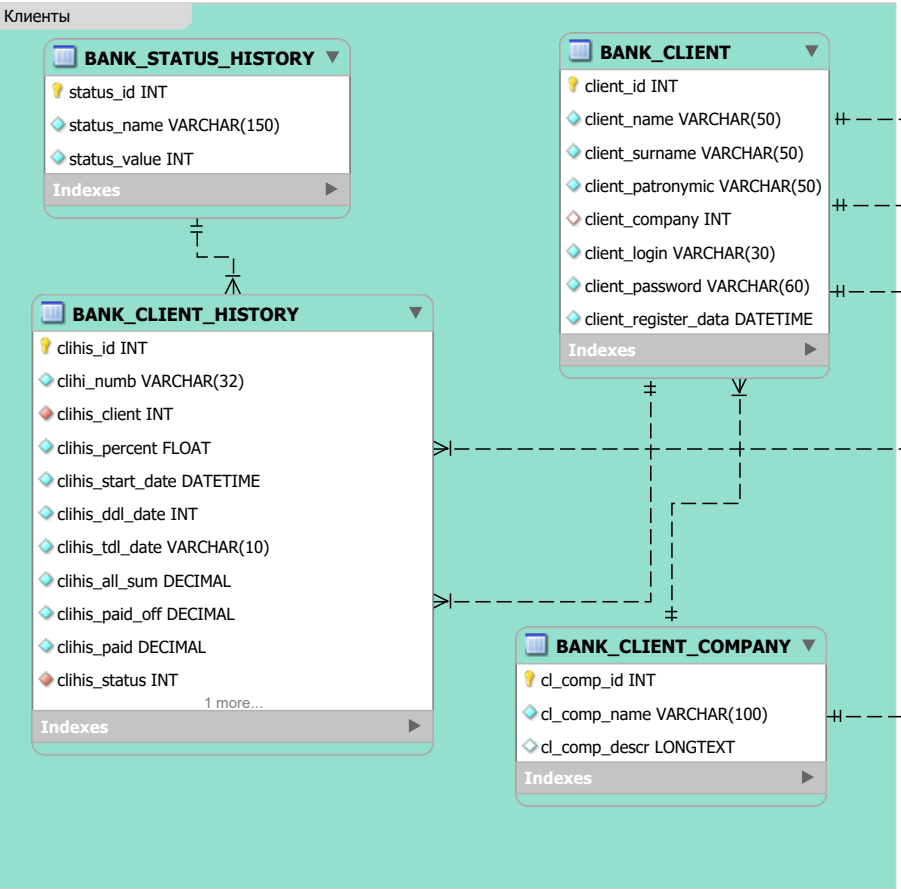 Клиенты
BANK_STATUS_HISTORY
status_id INT
status_name VARCHAR(150)
status_value INT
Indexes
BANK_CLIENT
client_id INT
client_name VARCHAR(50)
client_surname VARCHAR(50)
client_patronymic VARCHAR(50)
client_company INT
client_login VARCHAR(30)
client_password VARCHAR(60)
client_register_data DATETIME
Indexes
BANK_CLIENT_HISTORY
clihis_id INT
clihi_numb VARCHAR(32)
clihis_client INT
clihis_percent FLOAT
clihis_start_date DATETIME
clihis_ddl_date INT
clihis_tdl_date VARCHAR(10)
clihis_all_sum DECIMAL
clihis_paid_off DECIMAL
clihis_paid DECIMAL
clihis_status INT
1 more...
Indexes
BANK_CLIENT_COMPANY
cl_comp_id INT
cl_comp_name VARCHAR(100)
cl_comp_descr LONGTEXT
Indexes